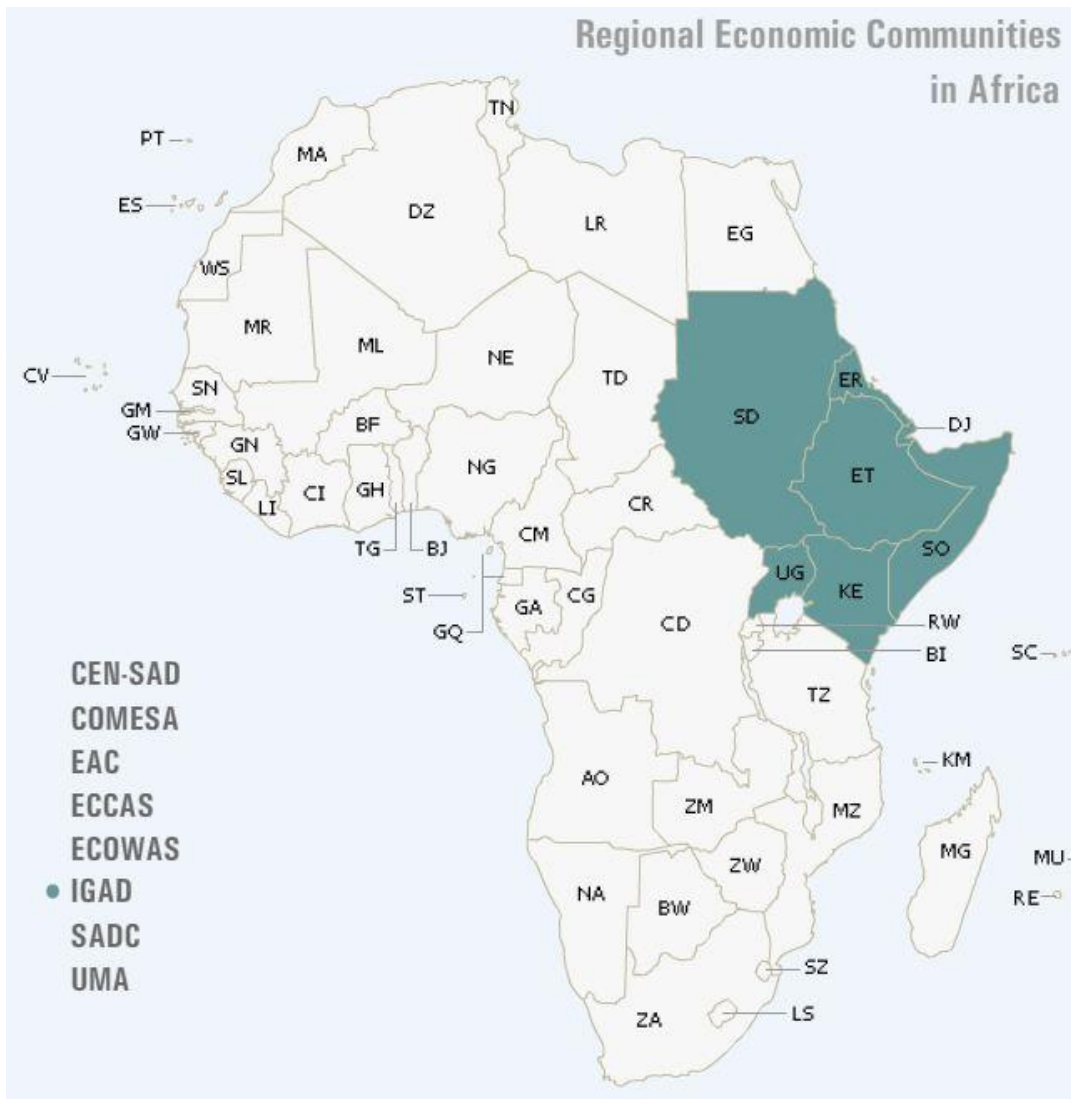 Regional Economic Communities
in Africa
TN
PT
MA
ES
DZ
LR
EG
WS
MR
ML
NE
TD
CV
SN
ER
GM
BF
SD
DJ
GW
GN
NG
ET
SL
CI
GH
CR
LI
CM
TG
BJ
SO
UG
KE
ST
GA
CG
CD
RW
GQ
BI
SC
TZ
CEN-SAD
COMESA
EAC
ECCAS
ECOWAS
IGAD
SADC
UMA
KM
AO
ZM
MZ
MG
MU
ZW
NA
BW
RE
SZ
LS
ZA